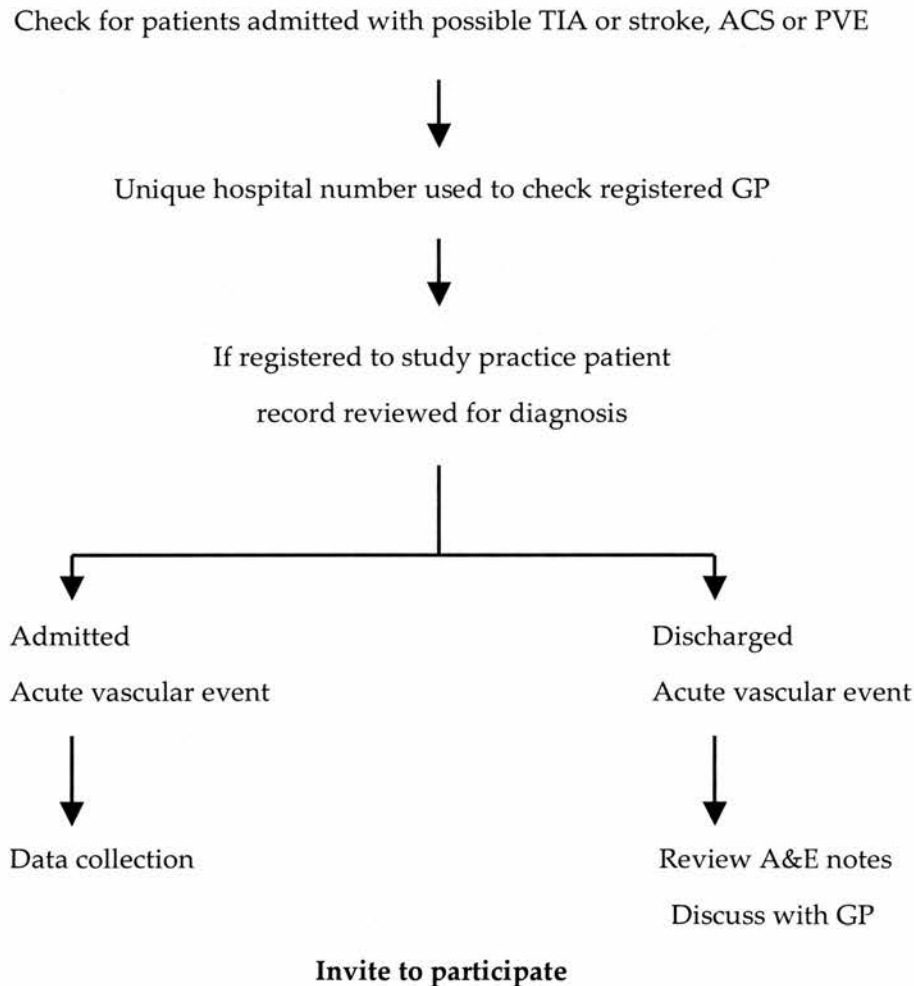 Check for patients admitted with possible TIA or stroke, ACS or PVE
Unique hospital number used to check registered GP
If registered to study practice patient
record reviewed for diagnosis
Admitted
Acute vascular event
Data collection
Discharged
Acute vascular event
Review A&E notes
Discuss with GP
Invite to participate